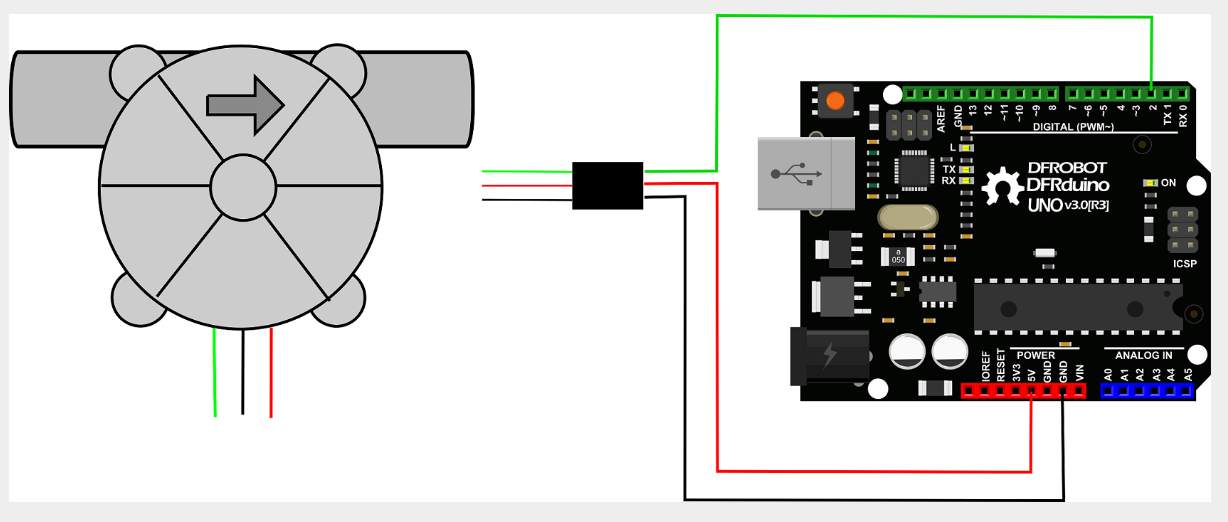 AREF
GND
13
12
~11
~10
~9
8
7
~6
~5
4
~3
2
TX 1
RX 0
DIGITAL (PWM~)
L
TX
RX
DFROBOT
DFRduino
UNO v3.0[R3]
ON
ICSP
a
050
POWER
ANALOG IN
IOREF
RESET
3V3
5V
GND
GND
VIN
A0
A1
A2
A3
A4
A5